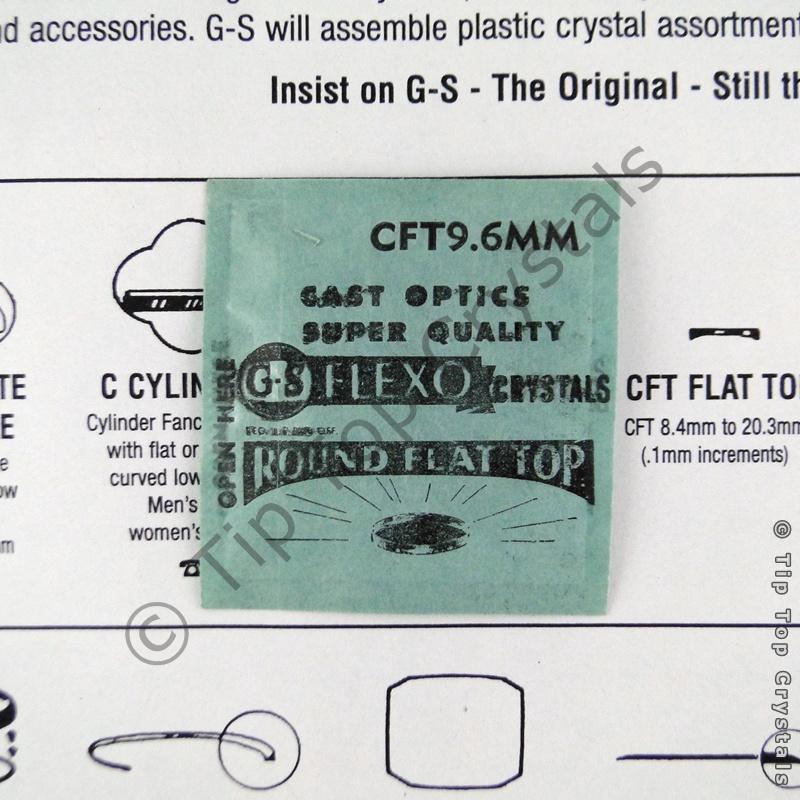 nd accessories. G-S will assemble plastic crystal assortment
Insist on G-S - The Original - Still th
CFT9.6MM
CAST OPTICS
SUPER QUALITY
G-S FLEXO CRYSTALS
ROUND FLAT TOP
OPEN HERE
TE
E
e
ow
m
C CYLIN
Cylinder Fanc
with flat or
curved low
Men's
women's
CFT FLAT TO
CFT 8.4mm to 20.3mm
(.1mm increments)
© Tip Top Crystals
© Tip Top Crystals